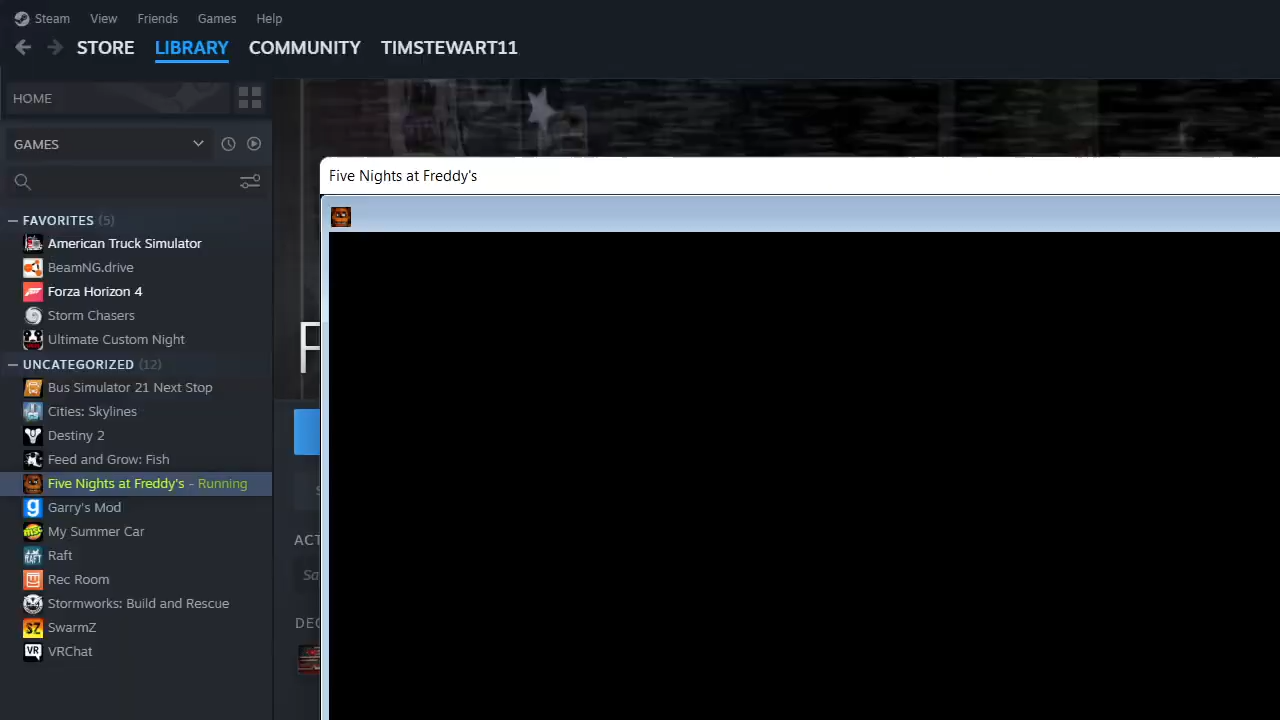 Steam View Friends Games Help
STORE LIBRARY COMMUNITY TIMSTEWART11
HOME
GAMES
Five Nights at Freddy's
FAVORITES (5)
American Truck Simulator
BeamNG.drive
Forza Horizon 4
Storm Chasers
Ultimate Custom Night
UNCATEGORIZED (12)
Bus Simulator 21 Next Stop
Cities: Skylines
Destiny 2
Feed and Grow: Fish
Five Nights at Freddy's - Running
Garry's Mod
My Summer Car
Raft
Rec Room
Stormworks: Build and Rescue
SwarmZ
VRChat
F
ACT
Sa
DEC